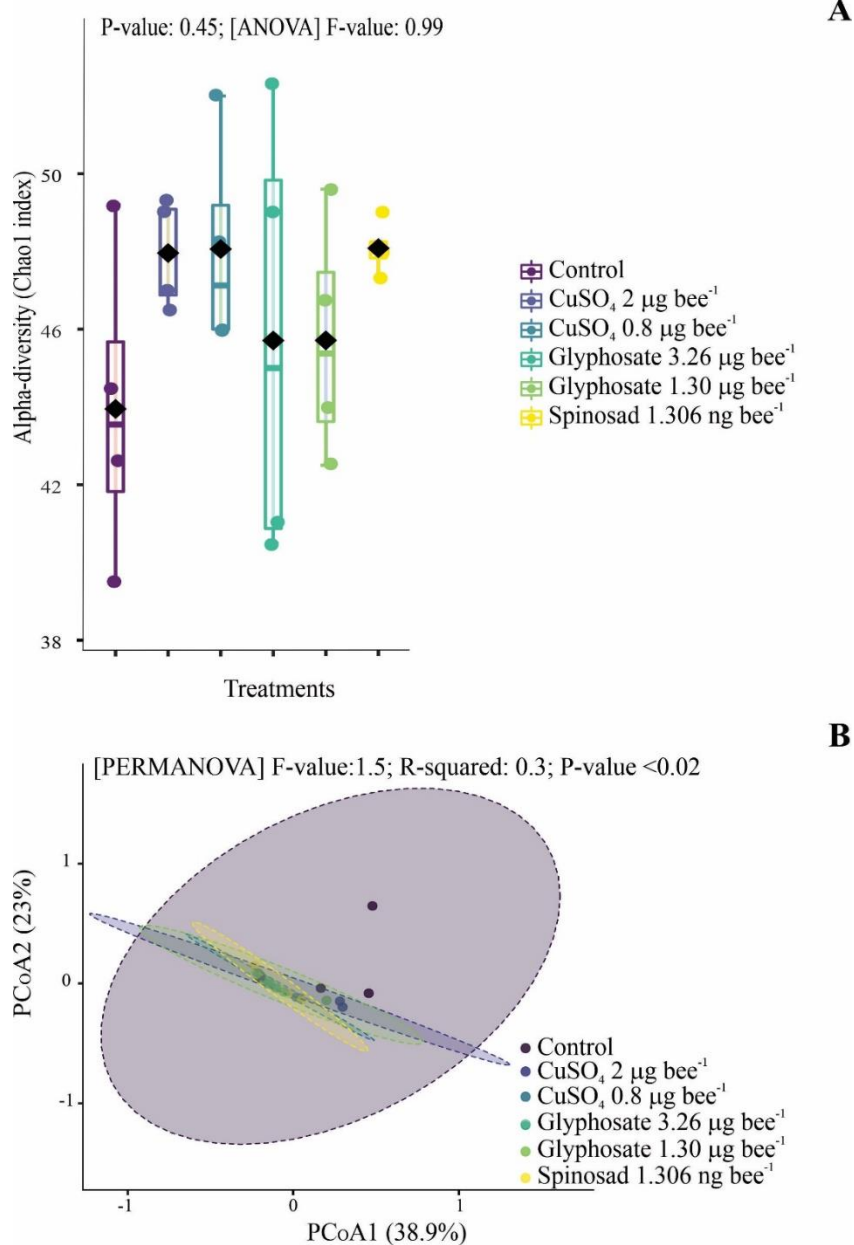 A
P-value: 0.45; [ANOVA] F-value: 0.99
Alpha-diversity (Chao1 index)
50
46
42
38
Treatments
Control
CuSO₄ 2 µg bee⁻¹
CuSO₄ 0.8 µg bee⁻¹
Glyphosate 3.26 µg bee⁻¹
Glyphosate 1.30 µg bee⁻¹
Spinosad 1.306 ng bee⁻¹
B
[PERMANOVA] F-value:1.5; R-squared: 0.3; P-value <0.02
PCoA2 (23%)
1
0
-1
Control
CuSO₄ 2 µg bee⁻¹
CuSO₄ 0.8 µg bee⁻¹
Glyphosate 3.26 µg bee⁻¹
Glyphosate 1.30 µg bee⁻¹
Spinosad 1.306 ng bee⁻¹
-1 0 1
PCoA1 (38.9%)